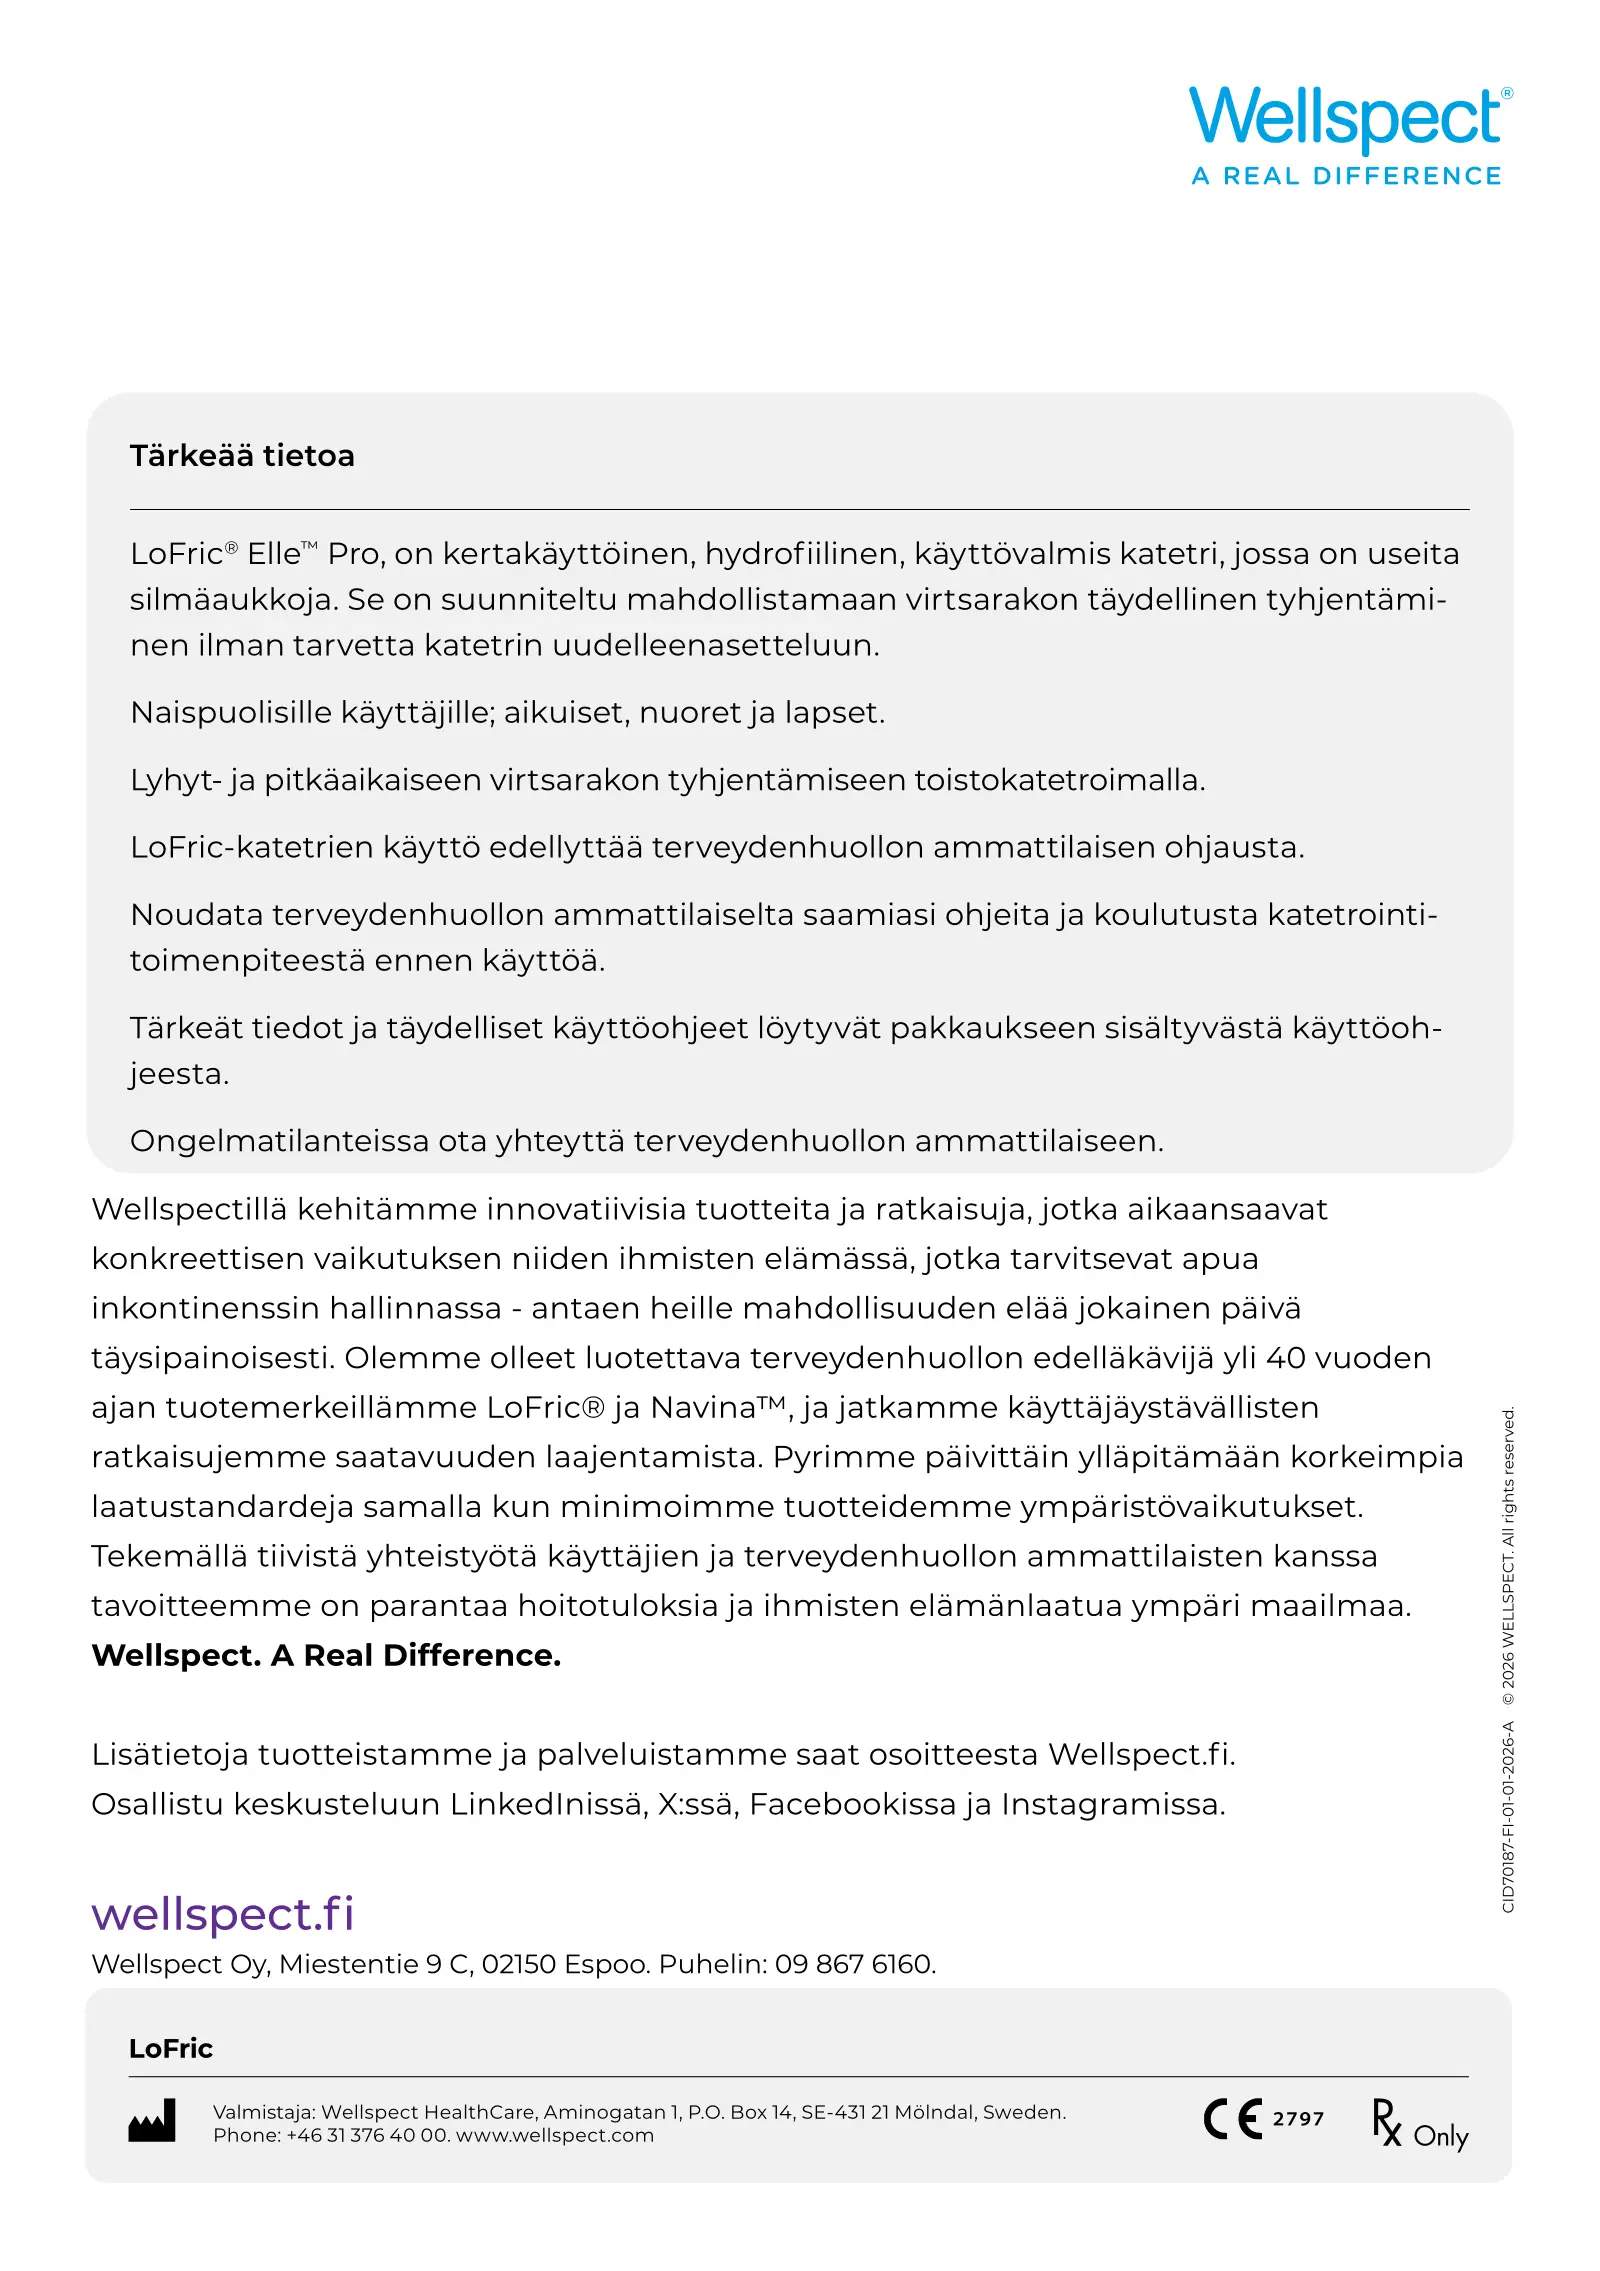 Wellspect®
A REAL DIFFERENCE
Tärkeää tietoa
LoFric® Elle™ Pro, on kertakäyttöinen, hydrofiilinen, käyttövalmis katetri, jossa on useita
silmäaukkoja. Se on suunniteltu mahdollistamaan virtsarakon täydellinen tyhjentämi-
nen ilman tarvetta katetrin uudelleenasetteluun.
Naispuolisille käyttäjille; aikuiset, nuoret ja lapset.
Lyhyt- ja pitkäaikaiseen virtsarakon tyhjentämiseen toistokatetroimalla.
LoFric-katetrien käyttö edellyttää terveydenhuollon ammattilaisen ohjausta.
Noudata terveydenhuollon ammattilaiselta saamiasi ohjeita ja koulutusta katetrointi-
toimenpiteestä ennen käyttöä.
Tärkeät tiedot ja täydelliset käyttöohjeet löytyvät pakkaukseen sisältyvästä käyttöoh-
jeesta.
Ongelmatilanteissa ota yhteyttä terveydenhuollon ammattilaiseen.
Wellspectillä kehitämme innovatiivisia tuotteita ja ratkaisuja, jotka aikaansaavat
konkreettisen vaikutuksen niiden ihmisten elämässä, jotka tarvitsevat apua
inkontinenssin hallinnassa - antaen heille mahdollisuuden elää jokainen päivä
täysipainoisesti. Olemme olleet luotettava terveydenhuollon edelläkävijä yli 40 vuoden
ajan tuotemerkeillämme LoFric® ja Navina™, ja jatkamme käyttäjäystävällisten
ratkaisujemme saatavuuden laajentamista. Pyrimme päivittäin ylläpitämään korkeimpia
laatustandardeja samalla kun minimoimme tuotteidemme ympäristövaikutukset.
Tekemällä tiivistä yhteistyötä käyttäjien ja terveydenhuollon ammattilaisten kanssa
tavoitteemme on parantaa hoitotuloksia ja ihmisten elämänlaatua ympäri maailmaa.
Wellspect. A Real Difference.
Lisätietoja tuotteistamme ja palveluistamme saat osoitteesta Wellspect.fi.
Osallistu keskusteluun LinkedInissä, X:ssä, Facebookissa ja Instagramissa.
CID70187-FI-01-01-2026-A © 2026 WELLSPECT. All rights reserved.
wellspect.fi
Wellspect Oy, Miestentie 9 C, 02150 Espoo. Puhelin: 09 867 6160.
LoFric
Valmistaja: Wellspect HealthCare, Aminogatan 1, P.O. Box 14, SE-431 21 Mölndal, Sweden.
Phone: +46 31 376 40 00. www.wellspect.com
CE 2797
Rx Only